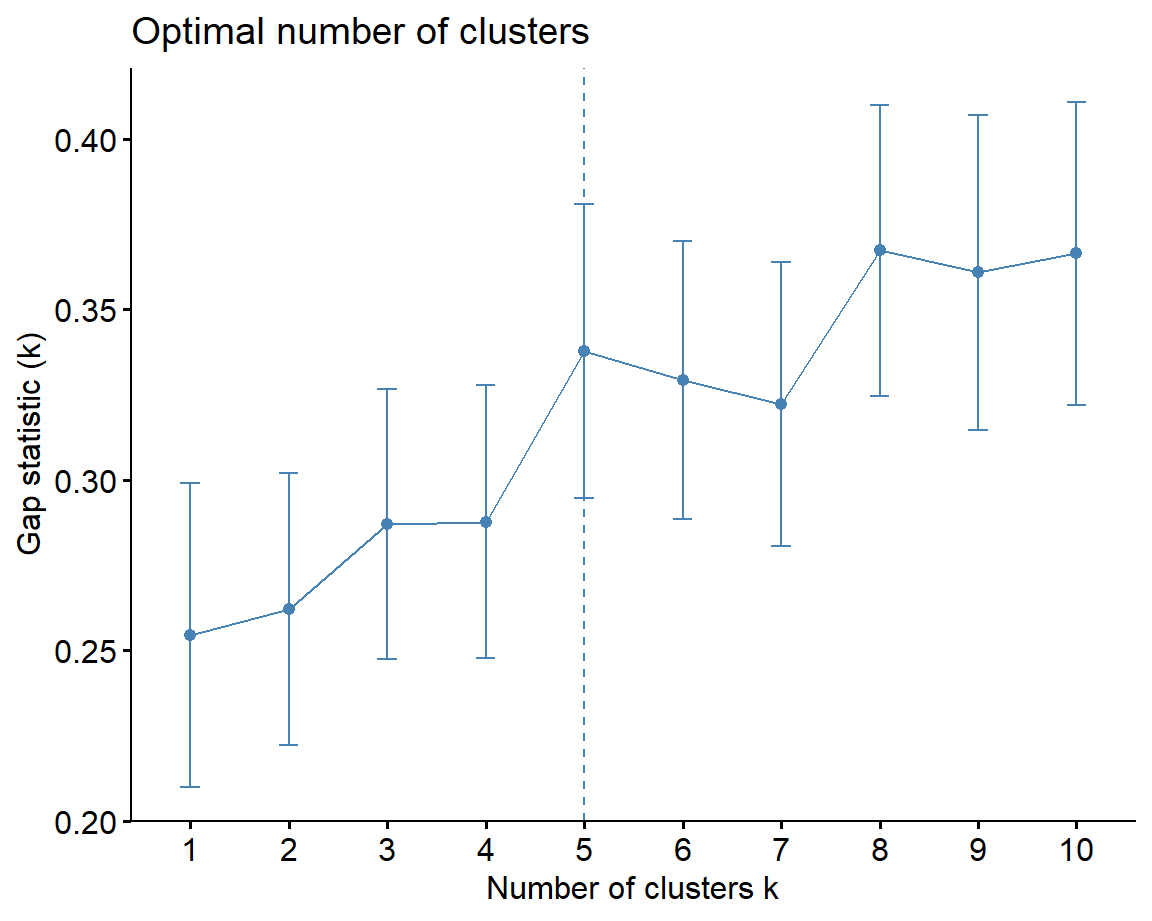 Optimal number of clusters
Gap statistic (k)
0.40
0.35
0.30
0.25
0.20
1 2 3 4 5 6 7 8 9 10
Number of clusters k